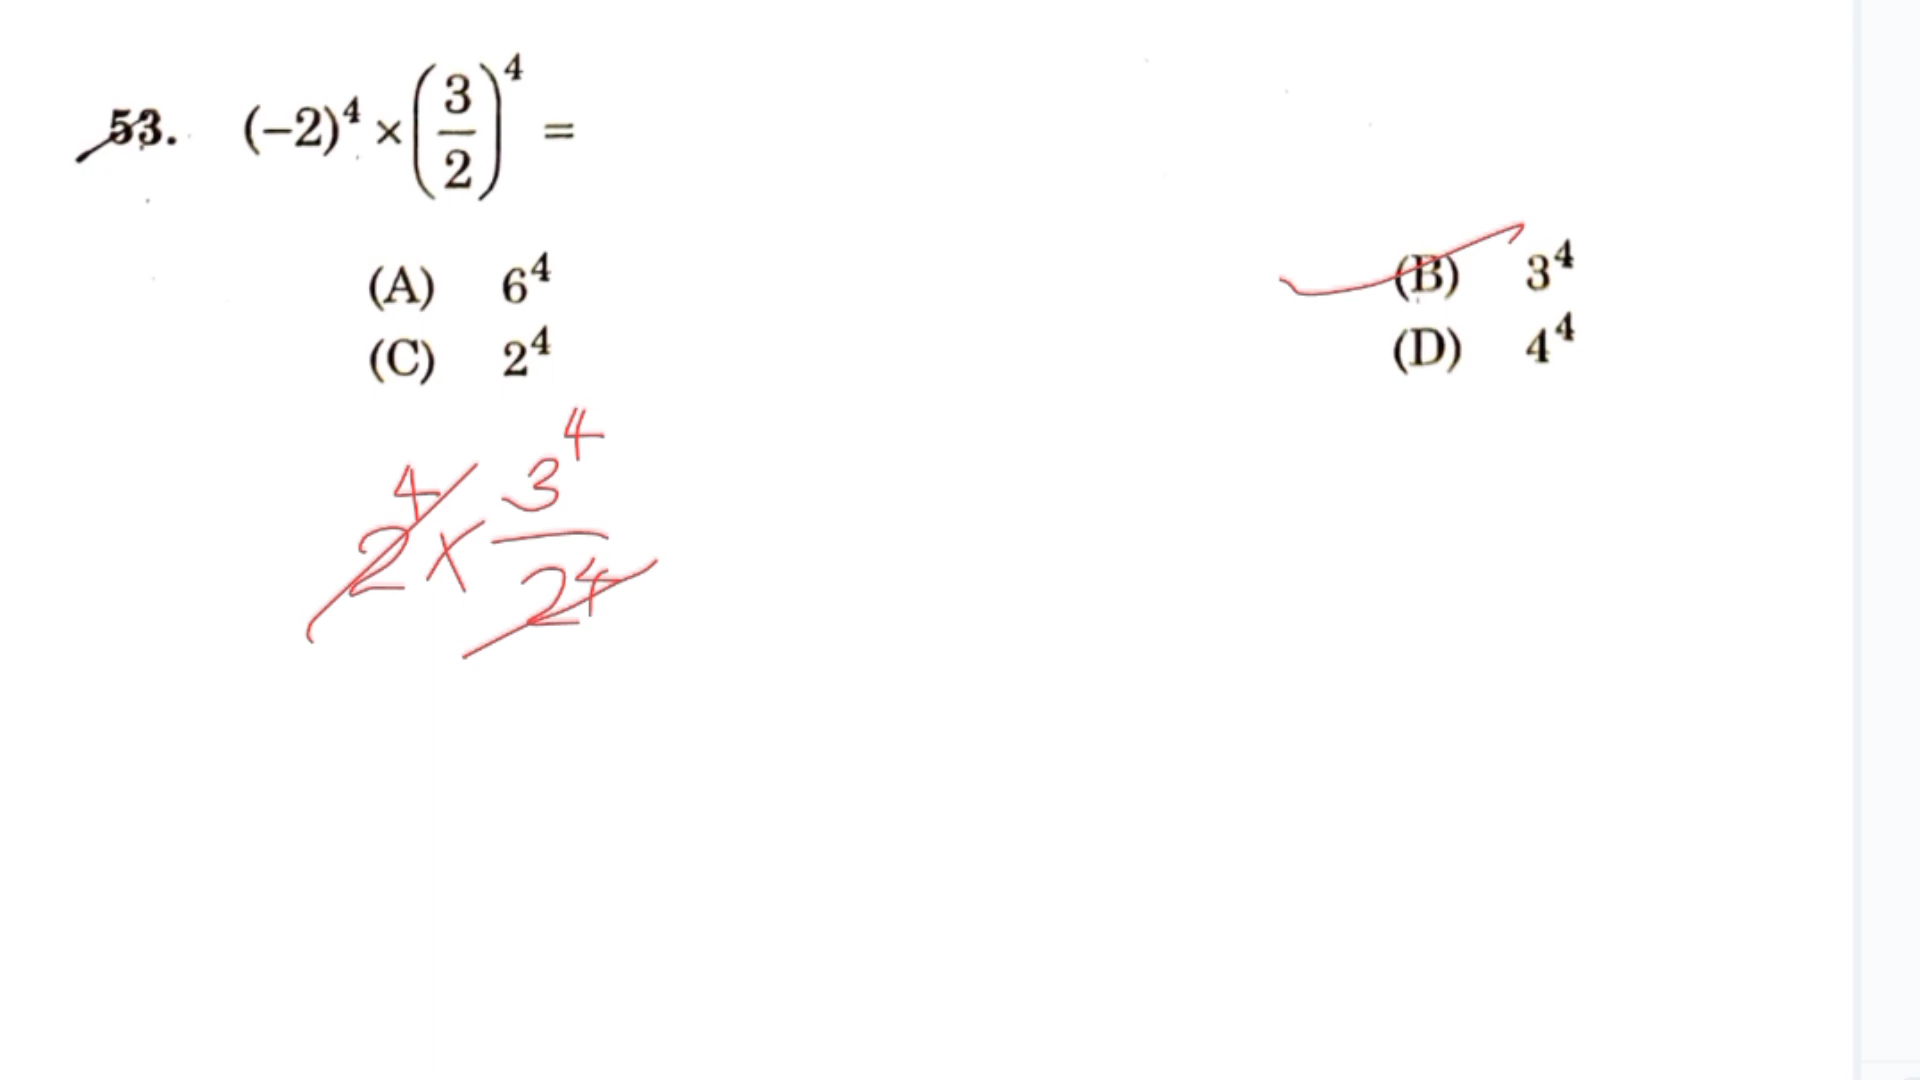 53. (−2)⁴ × (3/2)⁴ =
(A) 6⁴ (B) 3⁴
(C) 2⁴ (D) 4⁴
2⁴ × 3⁴/2⁴